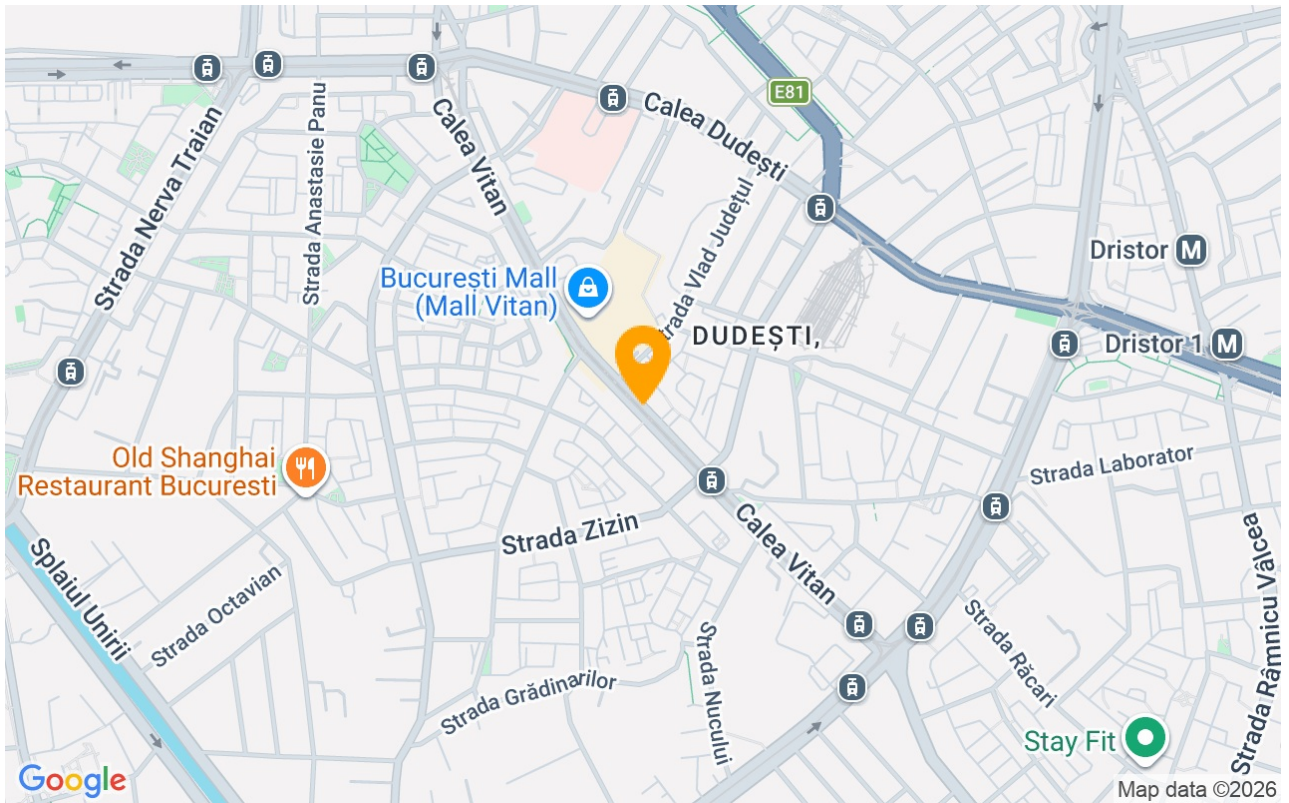 E81
Calea Dudești
Calea Vitan
Strada Nerva Traian
Strada Anastasie Panu
Strada Vlad Județul
Dristor
București Mall
(Mall Vitan)
DUDEȘTI,
Dristor 1
Old Shanghai
Restaurant Bucuresti
Strada Laborator
Strada Zizin
Calea Vitan
Splaiul Unirii
Strada Octavian
Strada Râmnicu Vâlcea
Strada Răcari
Strada Nucului
Strada Grădinarilor
Stay Fit
Google
Map data ©2026